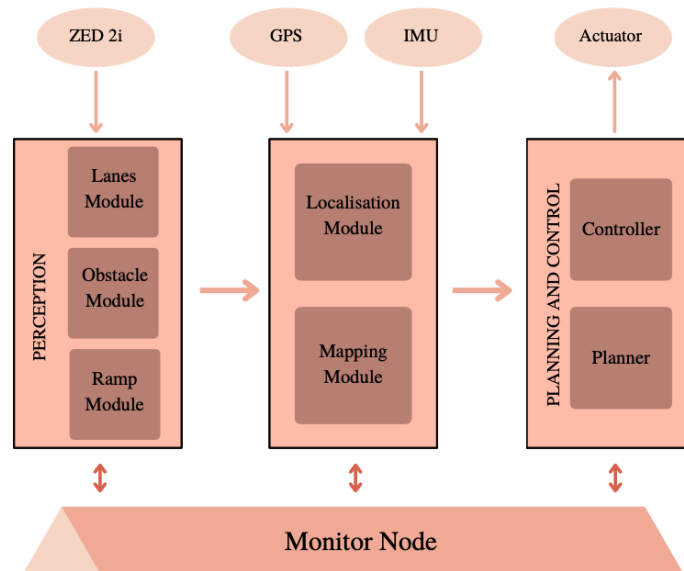 ZED 2i
GPS
IMU
Actuator
PERCEPTION
Lanes
Module
Obstacle
Module
Ramp
Module
Localisation
Module
Mapping
Module
PLANNING AND CONTROL
Controller
Planner
Monitor Node